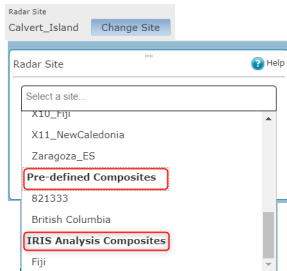 Radar Site
Calvert_Island Change Site
Radar Site
Help
Select a site...
X10_Fiji
X11_NewCaledonia
Zaragoza_ES
Pre-defined Composites
821333
British Columbia
IRIS Analysis Composites
Fiji